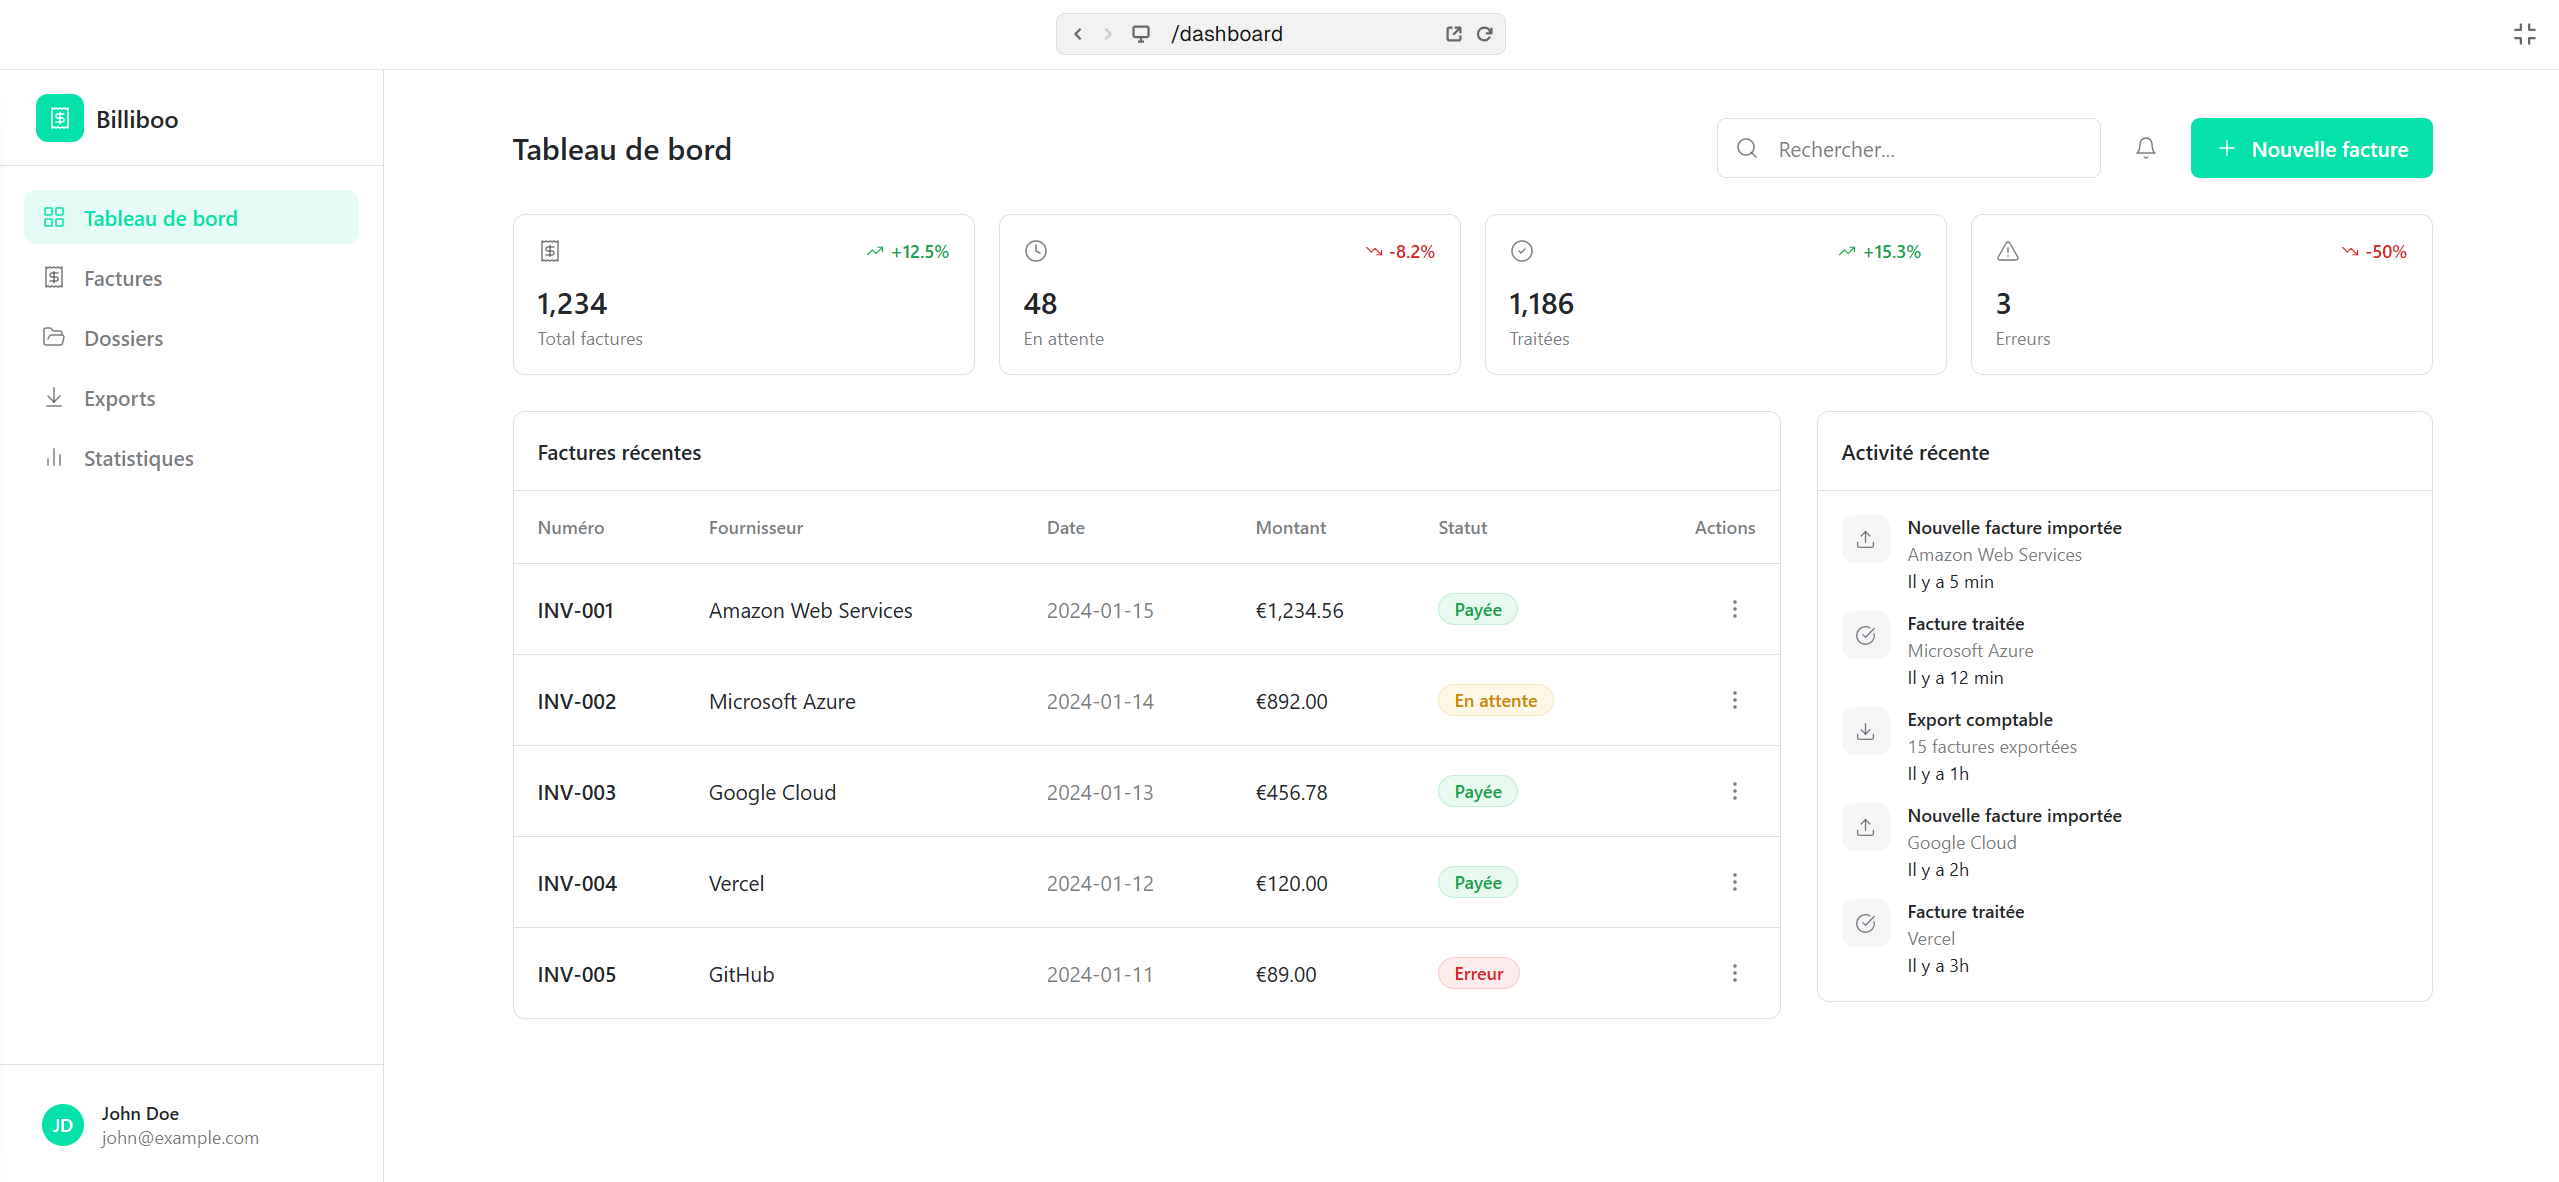 /dashboard
Billiboo
Tableau de bord
Factures
Dossiers
Exports
Statistiques
JD
John Doe
john@example.com
Tableau de bord
Rechercher...
Nouvelle facture
+12.5%
1,234
Total factures
-8.2%
48
En attente
+15.3%
1,186
Traitées
-50%
3
Erreurs
Factures récentes
Numéro Fournisseur Date Montant Statut Actions
INV-001 Amazon Web Services 2024-01-15 €1,234.56 Payée
INV-002 Microsoft Azure 2024-01-14 €892.00 En attente
INV-003 Google Cloud 2024-01-13 €456.78 Payée
INV-004 Vercel 2024-01-12 €120.00 Payée
INV-005 GitHub 2024-01-11 €89.00 Erreur
Activité récente
Nouvelle facture importée
Amazon Web Services
Il y a 5 min
Facture traitée
Microsoft Azure
Il y a 12 min
Export comptable
15 factures exportées
Il y a 1h
Nouvelle facture importée
Google Cloud
Il y a 2h
Facture traitée
Vercel
Il y a 3h